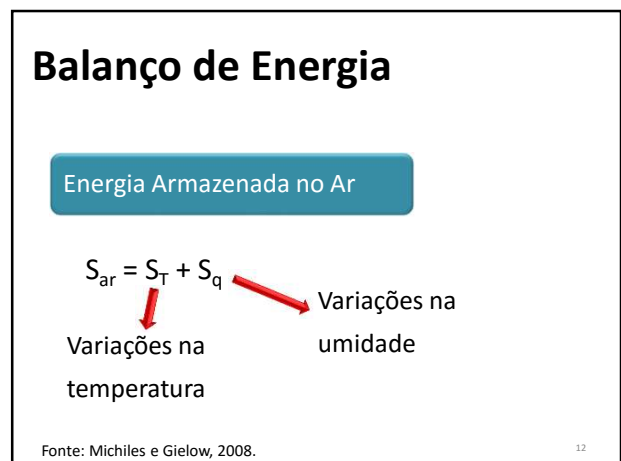 Balanço de Energia
Energia Armazenada no Ar
S_ar = S_T + S_q
Variações na
umidade
Variações na
temperatura
Fonte: Michiles e Gielow, 2008.
12